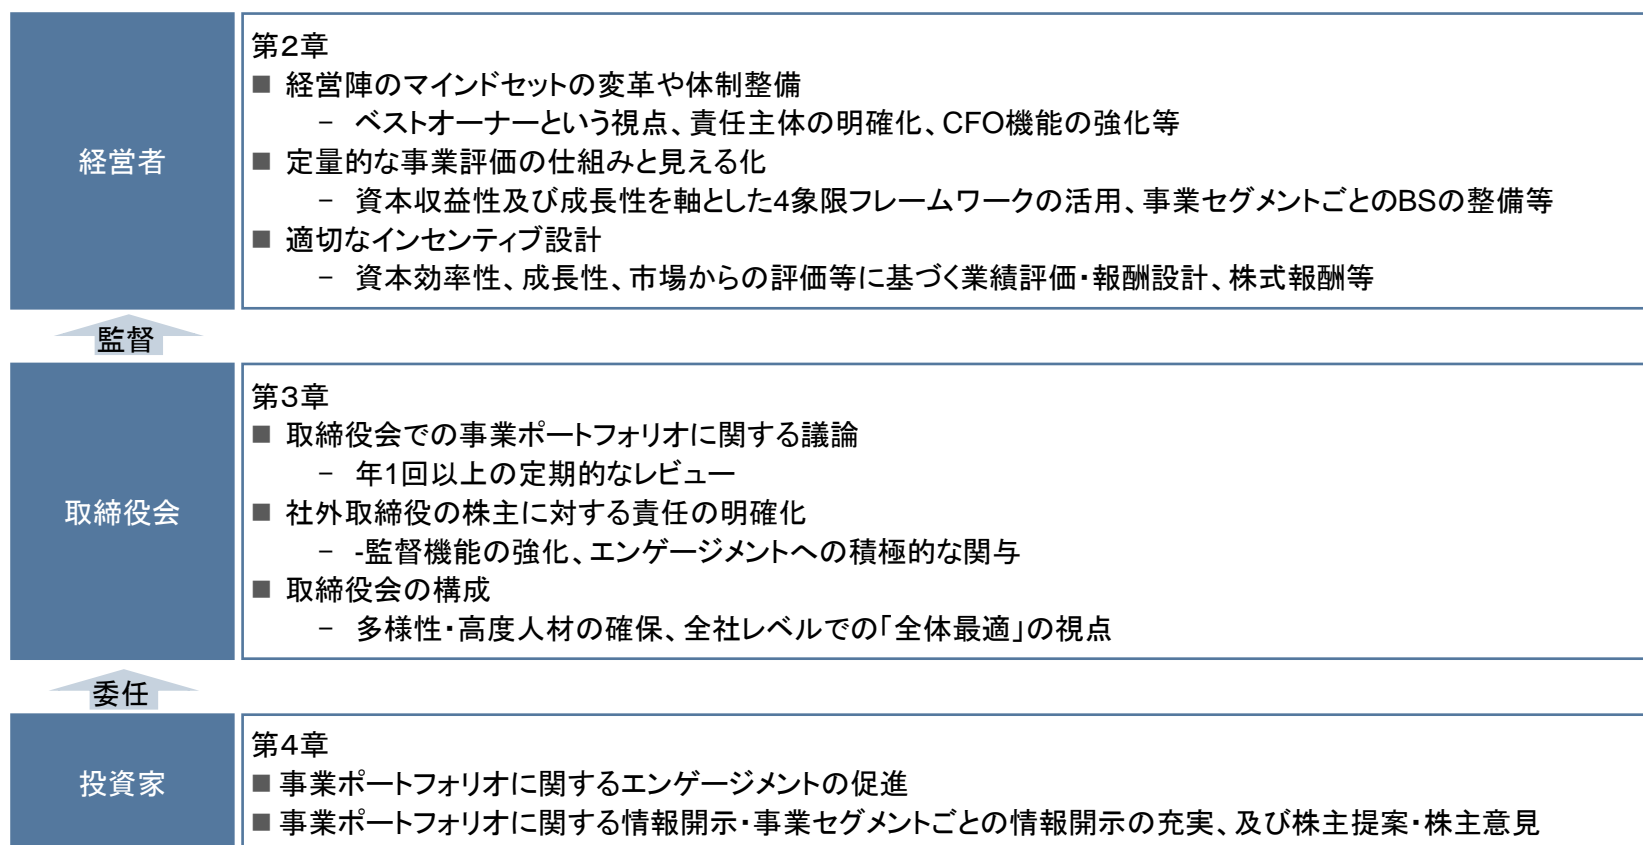 経営者
第2章
■ 経営陣のマインドセットの変革や体制整備
− ベストオーナーという視点、責任主体の明確化、CFO機能の強化等
■ 定量的な事業評価の仕組みと見える化
− 資本収益性及び成長性を軸とした4象限フレームワークの活用、事業セグメントごとのBSの整備等
■ 適切なインセンティブ設計
− 資本効率性、成長性、市場からの評価等に基づく業績評価・報酬設計、株式報酬等
監督
取締役会
第3章
■ 取締役会での事業ポートフォリオに関する議論
− 年1回以上の定期的なレビュー
■ 社外取締役の株主に対する責任の明確化
− -監督機能の強化、エンゲージメントへの積極的な関与
■ 取締役会の構成
− 多様性・高度人材の確保、全社レベルでの「全体最適」の視点
委任
投資家
第4章
■ 事業ポートフォリオに関するエンゲージメントの促進
■ 事業ポートフォリオに関する情報開示・事業セグメントごとの情報開示の充実、及び株主提案・株主意見